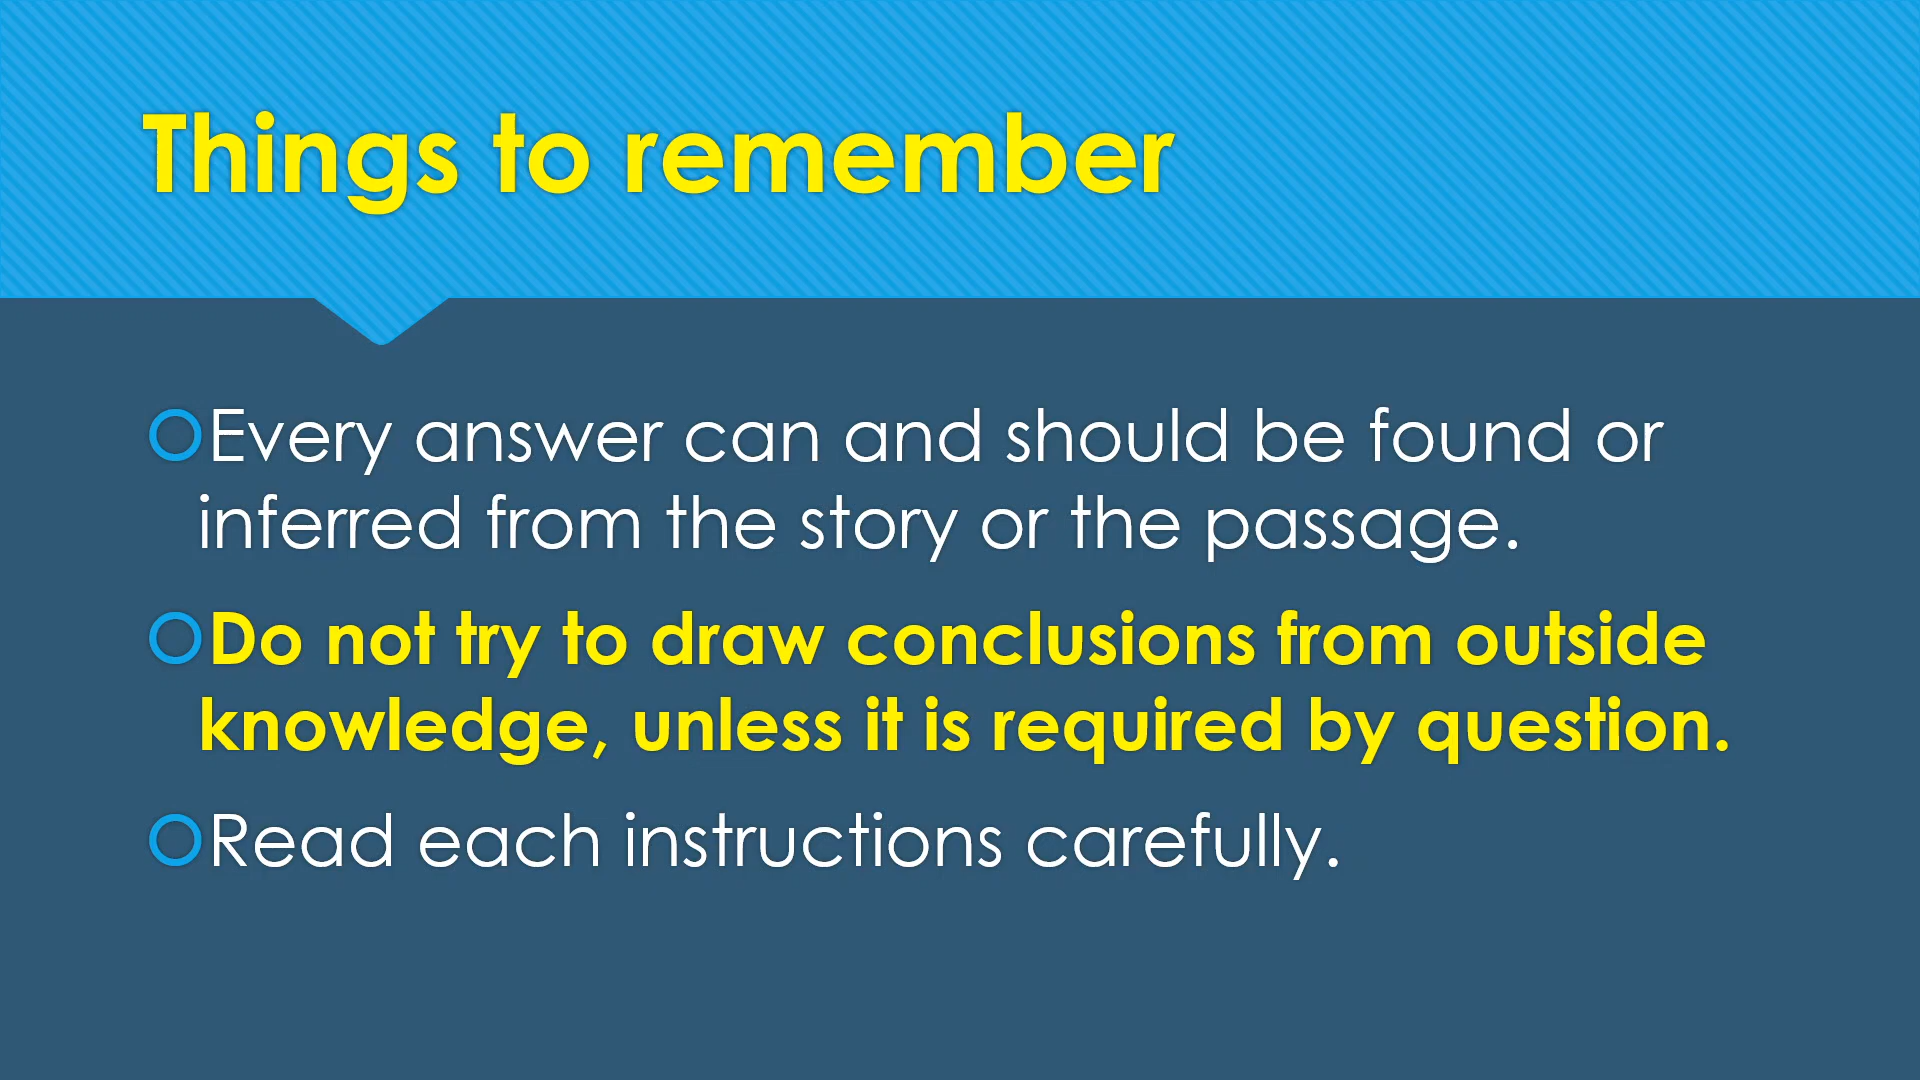 Things to remember
Every answer can and should be found or
inferred from the story or the passage.
Do not try to draw conclusions from outside
knowledge, unless it is required by question.
Read each instructions carefully.